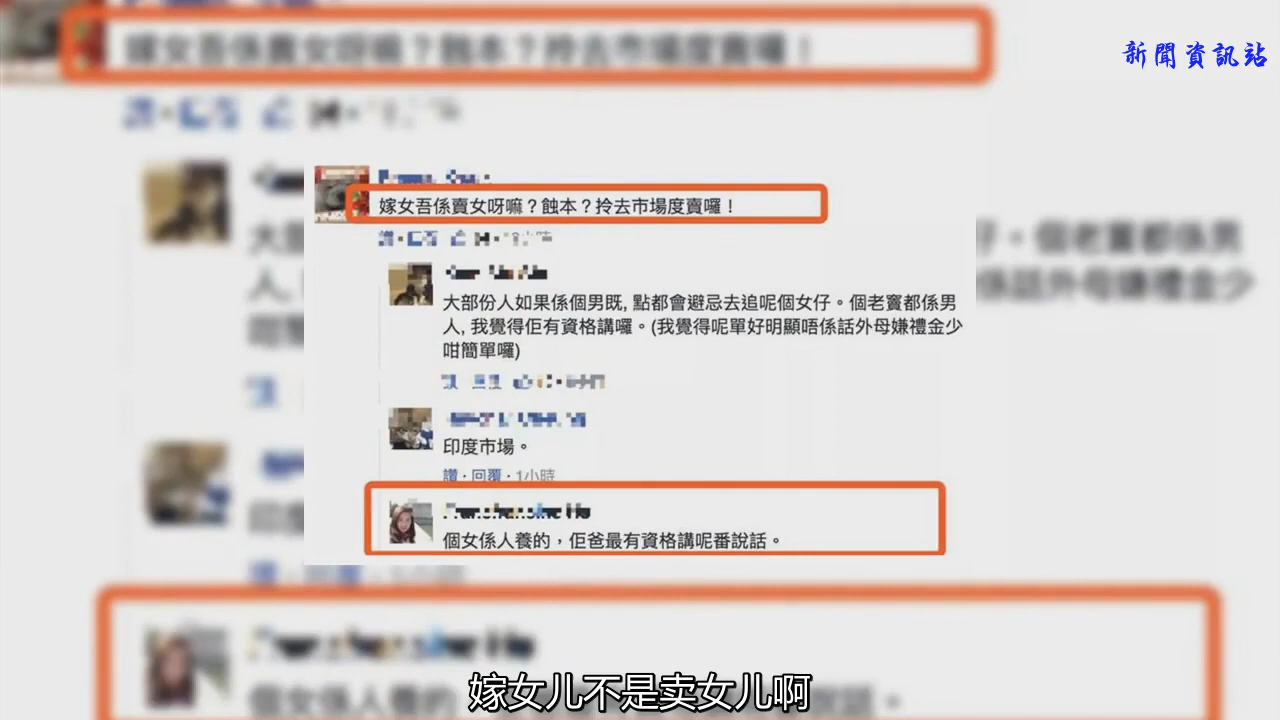 新聞資訊站
嫁女吾係賣女呀嘛？蝕本？拎去市場度賣囉！
大部份人如果係個男既, 點都會避忌去追呢個女仔。個老竇都係男
人, 我覺得佢有資格講囉。(我覺得呢單好明顯唔係話外母嫌禮金少
咁簡單囉)
印度市場。
讚·回覆·1小時
個女係人養的，佢爸最有資格講呢番說話。
嫁女儿不是卖女儿啊